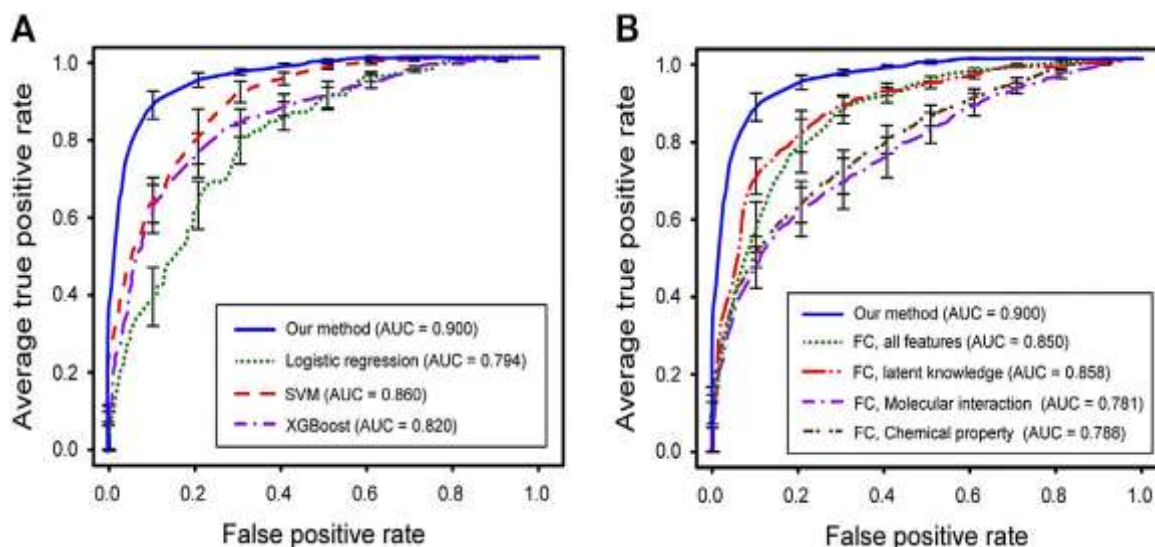 A
Average true positive rate
1.0
0.8
0.6
0.4
0.2
0.0
Our method (AUC = 0.900)
Logistic regression (AUC = 0.794)
SVM (AUC = 0.860)
XGBoost (AUC = 0.820)
0.0 0.2 0.4 0.6 0.8 1.0
False positive rate
B
Average true positive rate
1.0
0.8
0.6
0.4
0.2
0.0
Our method (AUC = 0.900)
FC, all features (AUC = 0.850)
FC, latent knowledge (AUC = 0.858)
FC, Molecular interaction (AUC = 0.781)
FC, Chemical property (AUC = 0.788)
0.0 0.2 0.4 0.6 0.8 1.0
False positive rate